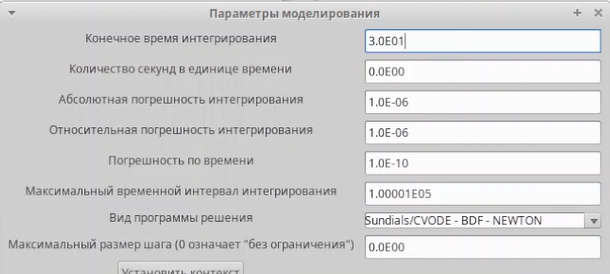 Параметры моделирования
Конечное время интегрирования 3.0E01
Количество секунд в единице времени 0.0E00
Абсолютная погрешность интегрирования 1.0E-06
Относительная погрешность интегрирования 1.0E-06
Погрешность по времени 1.0E-10
Максимальный временной интервал интегрирования 1.00001E05
Вид программы решения Sundials/CVODE - BDF - NEWTON
Максимальный размер шага (0 означает "без ограничения") 0.0E00
Установить контекст